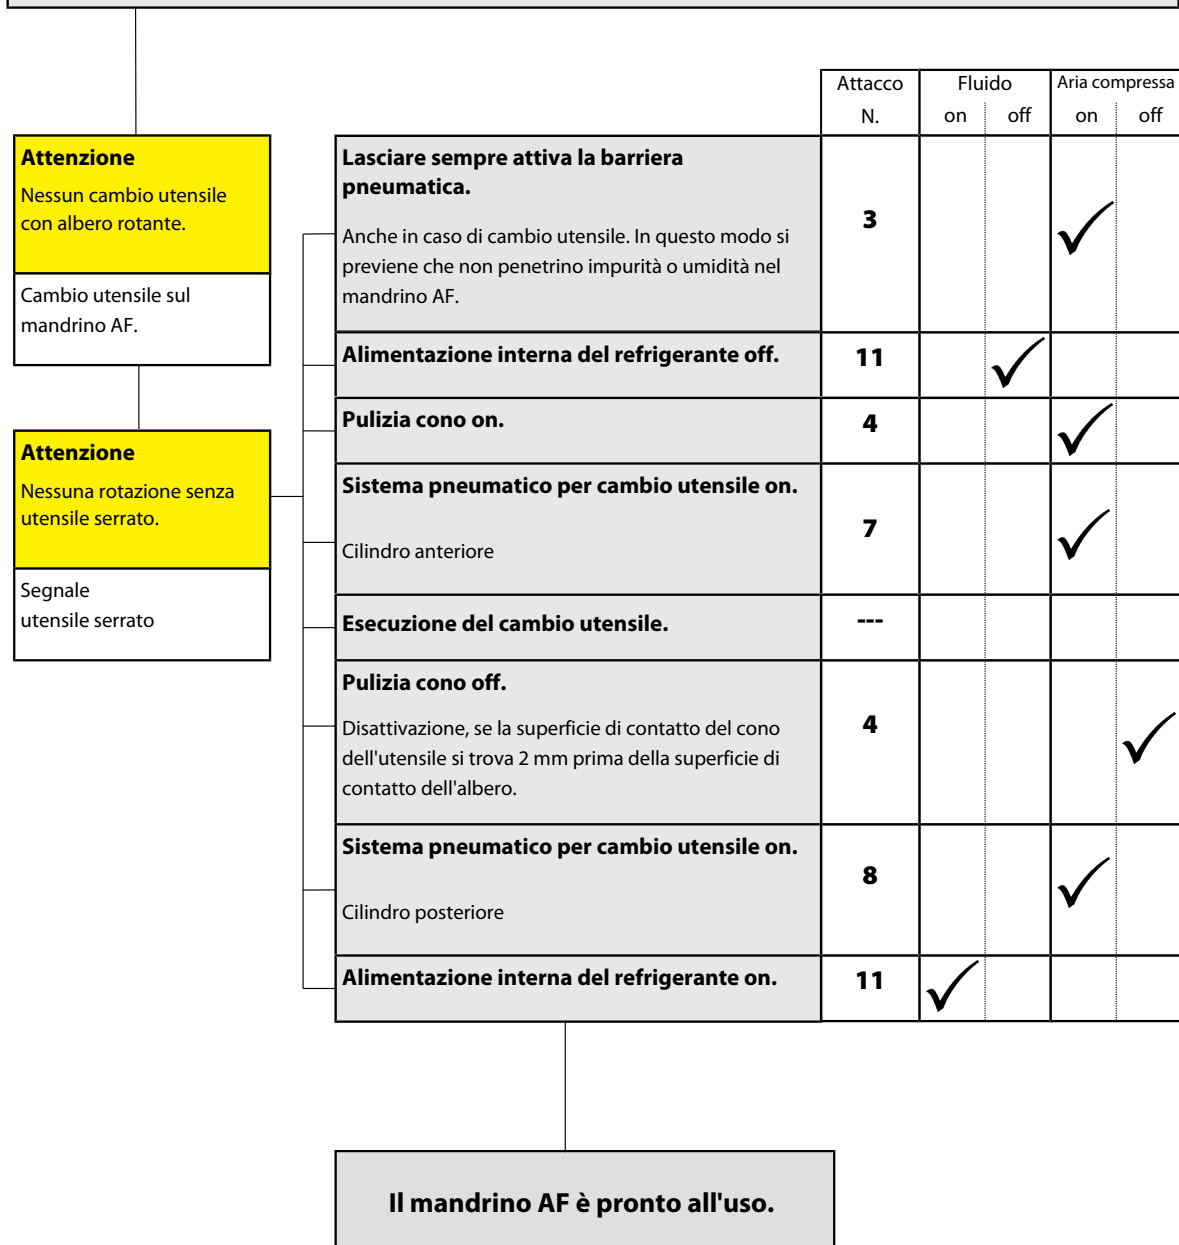 Attacco Fluido Aria compressa
N. on off on off
Attenzione
Nessun cambio utensile
con albero rotante.
Cambio utensile sul
mandrino AF.
Attenzione
Nessuna rotazione senza
utensile serrato.
Segnale
utensile serrato
Lasciare sempre attiva la barriera
pneumatica.
Anche in caso di cambio utensile. In questo modo si
previene che non penetrino impurità o umidità nel
mandrino AF.
3
Alimentazione interna del refrigerante off.
11
Pulizia cono on.
4
Sistema pneumatico per cambio utensile on.
Cilindro anteriore
7
Esecuzione del cambio utensile.
---
Pulizia cono off.
Disattivazione, se la superficie di contatto del cono
dell'utensile si trova 2 mm prima della superficie di
contatto dell'albero.
4
Sistema pneumatico per cambio utensile on.
Cilindro posteriore
8
Alimentazione interna del refrigerante on.
11
Il mandrino AF è pronto all'uso.